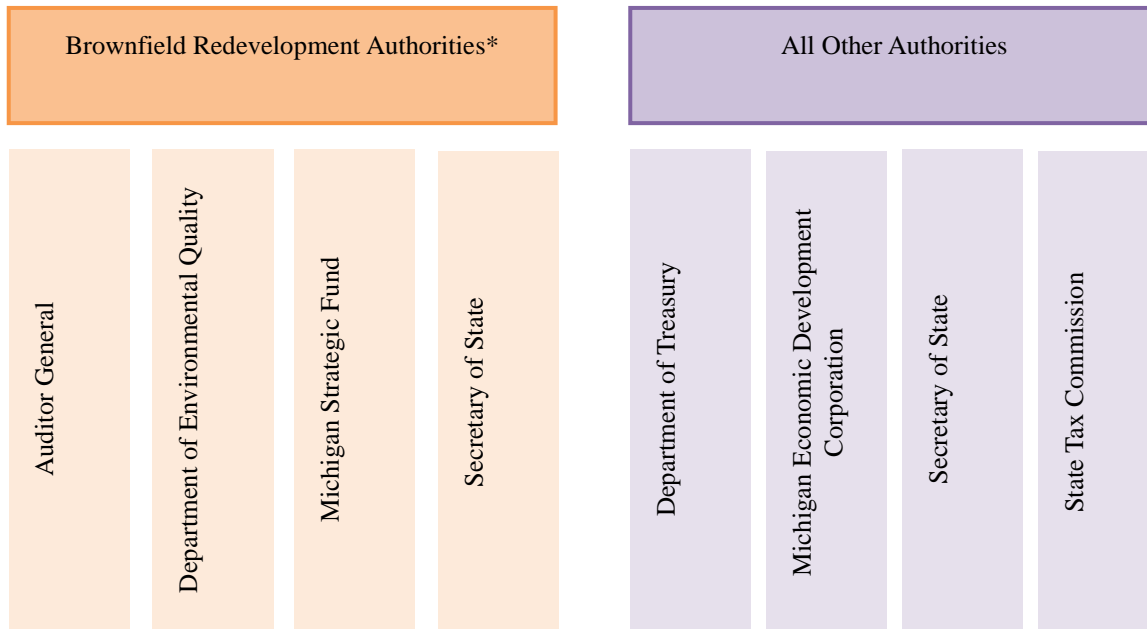 Brownfield Redevelopment Authorities*
Auditor General
Department of Environmental Quality
Michigan Strategic Fund
Secretary of State
All Other Authorities
Department of Treasury
Michigan Economic Development
Corporation
Secretary of State
State Tax Commission